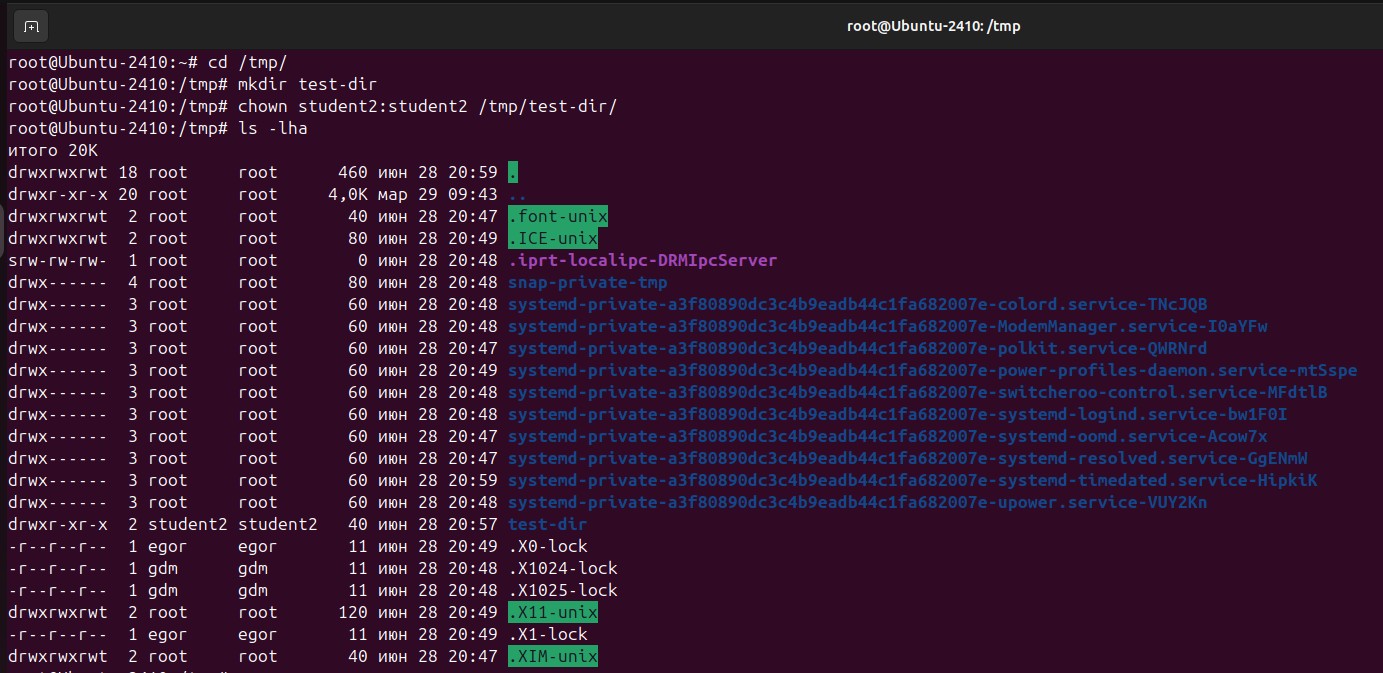 root@Ubuntu-2410: /tmp
root@Ubuntu-2410:~# cd /tmp/
root@Ubuntu-2410:/tmp# mkdir test-dir
root@Ubuntu-2410:/tmp# chown student2:student2 /tmp/test-dir/
root@Ubuntu-2410:/tmp# ls -lha
итого 20K
drwxrwxrwt 18 root     root      460 июн 28 20:59 .
drwxr-xr-x 20 root     root     4,0K мар 29 09:43 ..
drwxrwxrwt  2 root     root       40 июн 28 20:47 .font-unix
drwxrwxrwt  2 root     root       80 июн 28 20:49 .ICE-unix
srw-rw-rw-  1 root     root        0 июн 28 20:48 .iprt-localipc-DRMIpcServer
drwx------  4 root     root       80 июн 28 20:48 snap-private-tmp
drwx------  3 root     root       60 июн 28 20:48 systemd-private-a3f80890dc3c4b9eadb44c1fa682007e-colord.service-TNcJQB
drwx------  3 root     root       60 июн 28 20:48 systemd-private-a3f80890dc3c4b9eadb44c1fa682007e-ModemManager.service-I0aYFw
drwx------  3 root     root       60 июн 28 20:47 systemd-private-a3f80890dc3c4b9eadb44c1fa682007e-polkit.service-QWRNrd
drwx------  3 root     root       60 июн 28 20:49 systemd-private-a3f80890dc3c4b9eadb44c1fa682007e-power-profiles-daemon.service-mtSspe
drwx------  3 root     root       60 июн 28 20:48 systemd-private-a3f80890dc3c4b9eadb44c1fa682007e-switcheroo-control.service-MFdtlB
drwx------  3 root     root       60 июн 28 20:48 systemd-private-a3f80890dc3c4b9eadb44c1fa682007e-systemd-logind.service-bw1F0I
drwx------  3 root     root       60 июн 28 20:47 systemd-private-a3f80890dc3c4b9eadb44c1fa682007e-systemd-oomd.service-Acow7x
drwx------  3 root     root       60 июн 28 20:47 systemd-private-a3f80890dc3c4b9eadb44c1fa682007e-systemd-resolved.service-GgENmW
drwx------  3 root     root       60 июн 28 20:59 systemd-private-a3f80890dc3c4b9eadb44c1fa682007e-systemd-timedated.service-HipkiK
drwx------  3 root     root       60 июн 28 20:48 systemd-private-a3f80890dc3c4b9eadb44c1fa682007e-upower.service-VUY2Kn
drwxr-xr-x  2 student2 student2   40 июн 28 20:57 test-dir
-r--r--r--  1 egor     egor       11 июн 28 20:49 .X0-lock
-r--r--r--  1 gdm      gdm        11 июн 28 20:48 .X1024-lock
-r--r--r--  1 gdm      gdm        11 июн 28 20:48 .X1025-lock
drwxrwxrwt  2 root     root      120 июн 28 20:49 .X11-unix
-r--r--r--  1 egor     egor       11 июн 28 20:49 .X1-lock
drwxrwxrwt  2 root     root       40 июн 28 20:47 .XIM-unix